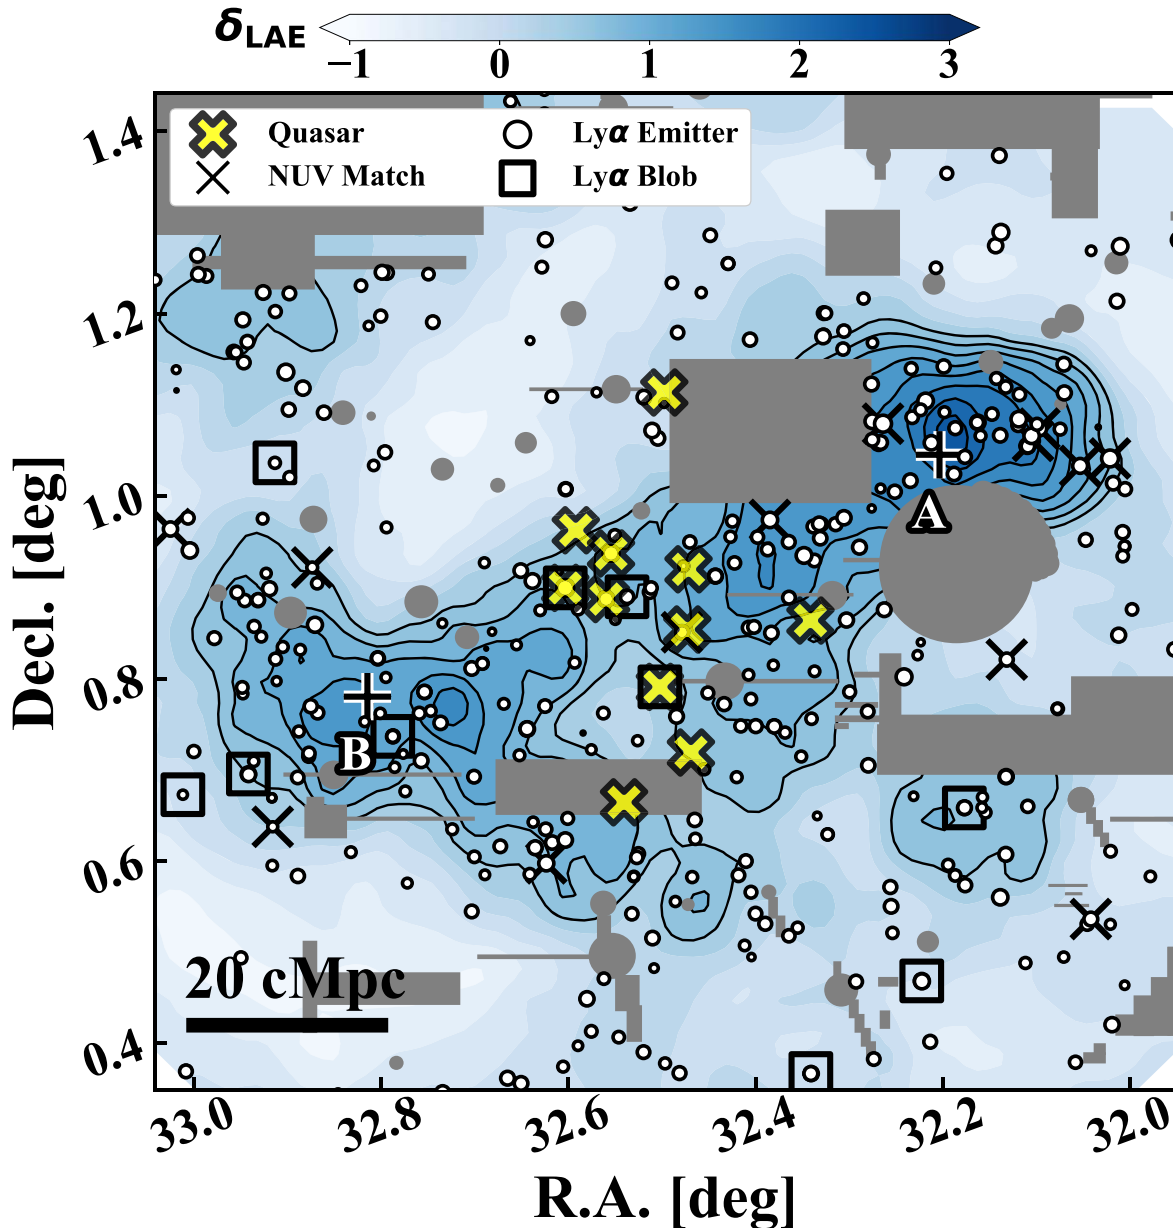 δLAE
−1 0 1 2 3
Quasar
Lyα Emitter
NUV Match
Lyα Blob
1.4
1.2
1.0
0.8
0.6
0.4
Decl. [deg]
A
B
20 cMpc
33.0 32.8 32.6 32.4 32.2 32.0
R.A. [deg]